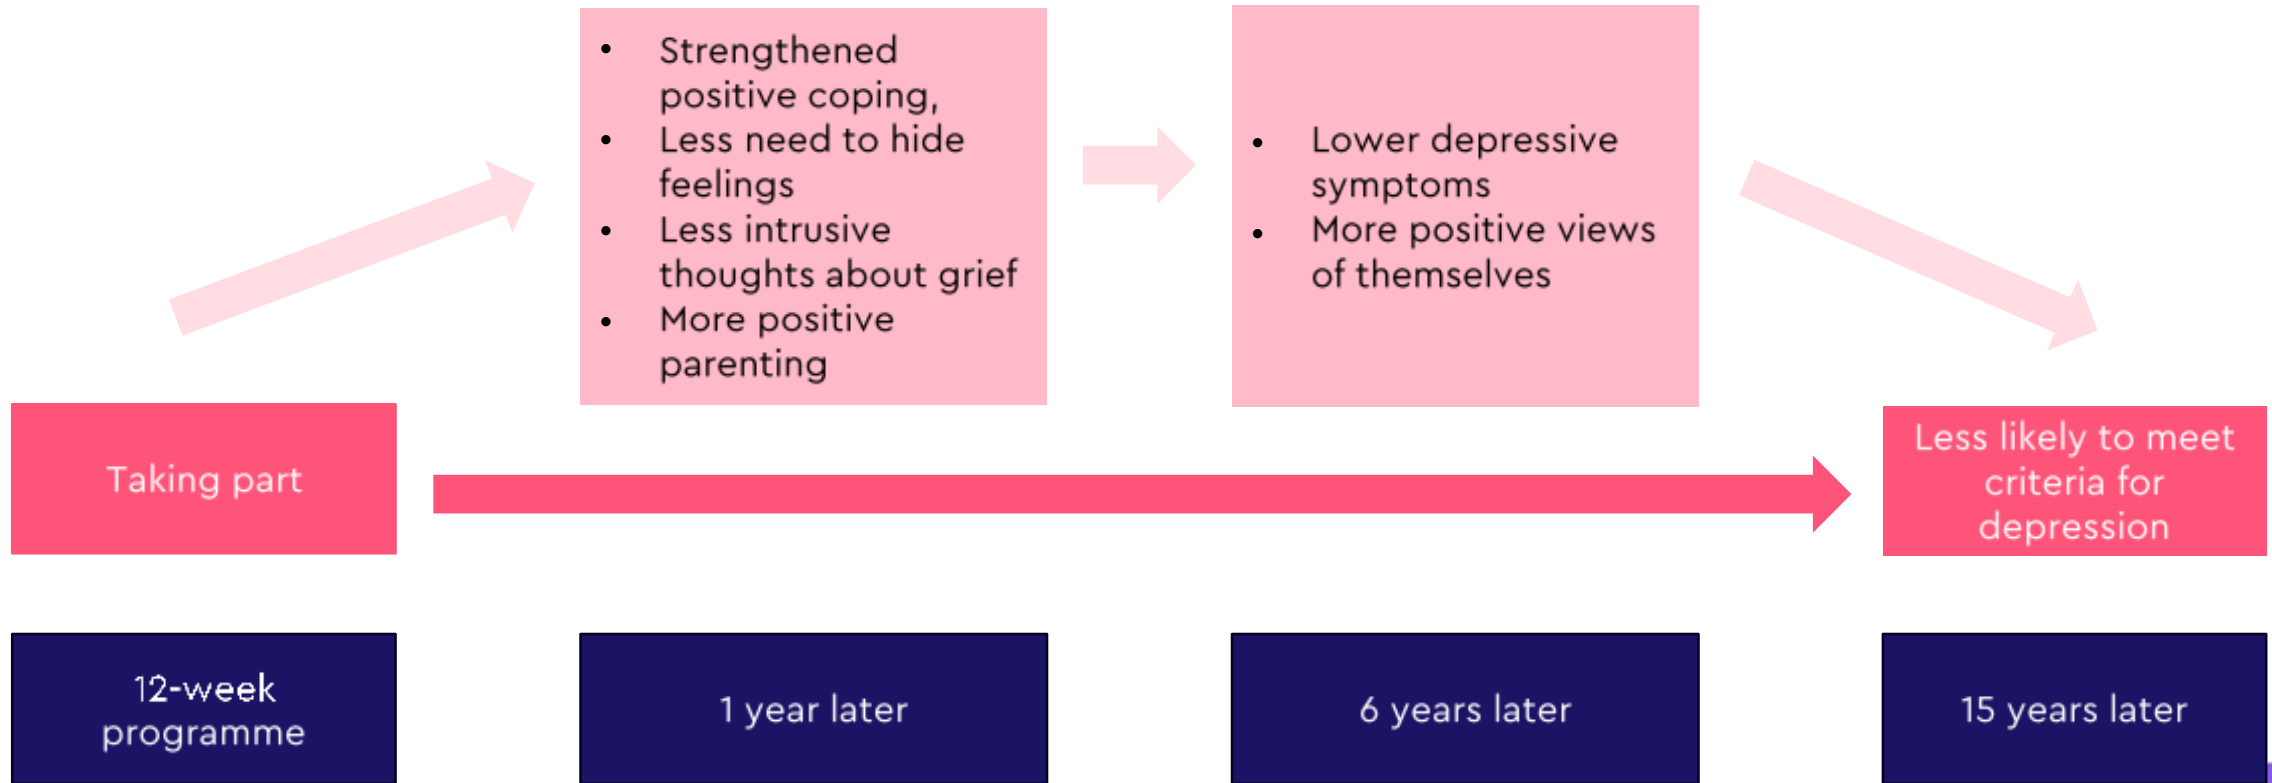 • Strengthened
positive coping,
• Less need to hide
feelings
• Less intrusive
thoughts about grief
• More positive
parenting
• Lower depressive
symptoms
• More positive views
of themselves
Taking part
Less likely to meet
criteria for
depression
12-week
programme
1 year later
6 years later
15 years later